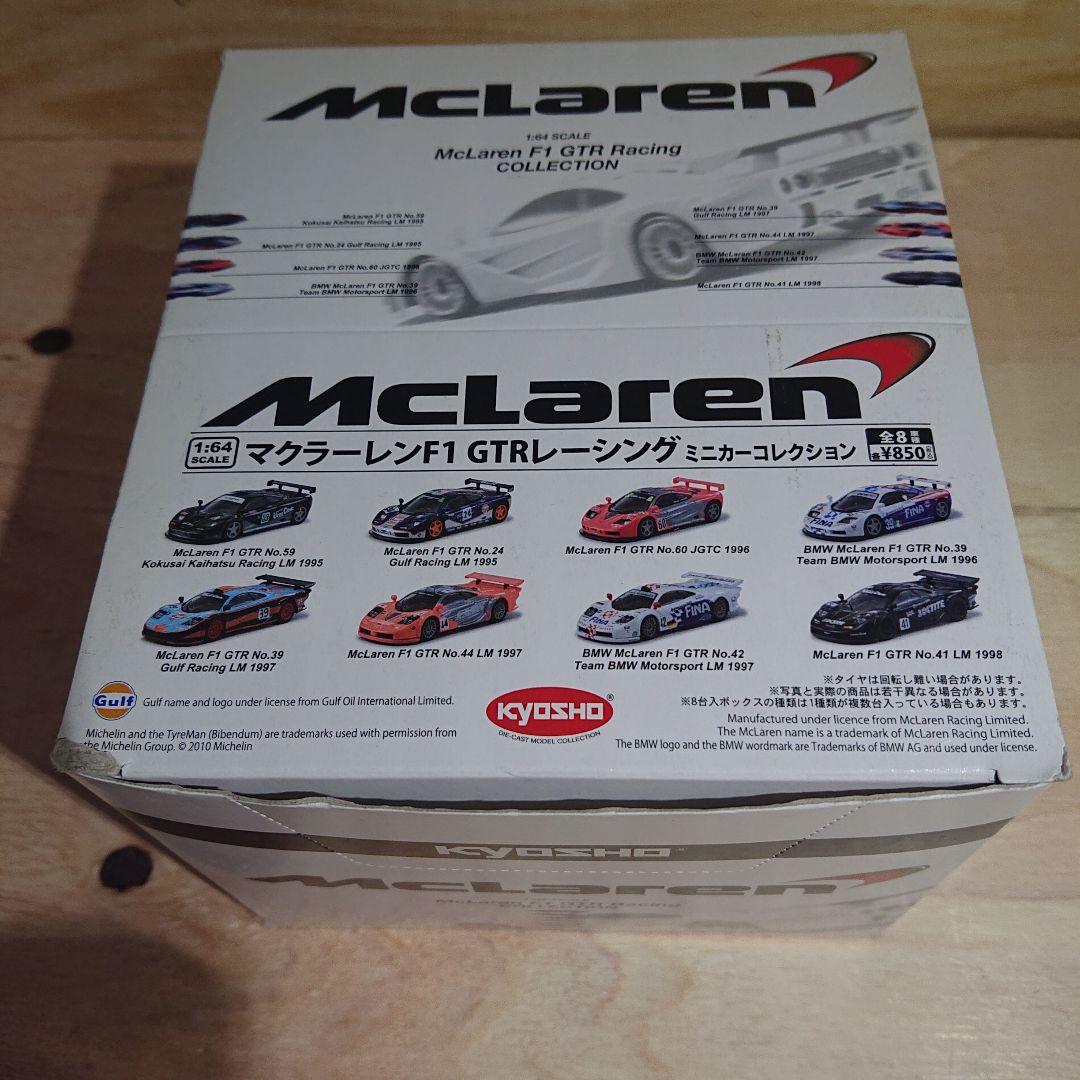 McLaren
1:64 SCALE
McLaren F1 GTR Racing
COLLECTION
McLaren F1 GTR No.59
Kokusai Kaihatsu Racing LM 1995
McLaren F1 GTR No.24 Gulf Racing LM 1995
McLaren F1 GTR No.60 JGTC 1996
BMW McLaren F1 GTR No.39
Team BMW Motorsport LM 1996
McLaren F1 GTR No.39
Gulf Racing LM 1997
McLaren F1 GTR No.44 LM 1997
BMW McLaren F1 GTR No.42
Team BMW Motorsport LM 1997
McLaren F1 GTR No.41 LM 1998
McLaren
1:64
SCALE
マクラーレンF1 GTRレーシング ミニカーコレクション
全8車種
各¥850(税込)
McLaren F1 GTR No.59
Kokusai Kaihatsu Racing LM 1995
McLaren F1 GTR No.24
Gulf Racing LM 1995
McLaren F1 GTR No.60 JGTC 1996
BMW McLaren F1 GTR No.39
Team BMW Motorsport LM 1996
McLaren F1 GTR No.39
Gulf Racing LM 1997
McLaren F1 GTR No.44 LM 1997
BMW McLaren F1 GTR No.42
Team BMW Motorsport LM 1997
McLaren F1 GTR No.41 LM 1998
※タイヤは回転し難い場合があります。
※写真と実際の商品は若干異なる場合があります。
※8台入ボックスの種類は1種類が複数台入っている場合もあります。
Gulf
Gulf name and logo under license from Gulf Oil International Limited.
Michelin and the TyreMan (Bibendum) are trademarks used with permission from
the Michelin Group. © 2010 Michelin
KYOSHO®
DIE-CAST MODEL COLLECTION
Manufactured under licence from McLaren Racing Limited.
The McLaren name is a trademark of McLaren Racing Limited.
The BMW logo and the BMW wordmark are Trademarks of BMW AG and used under license.
KYOSHO
McLaren
McLaren F1 GTR Racing
COLLECTION